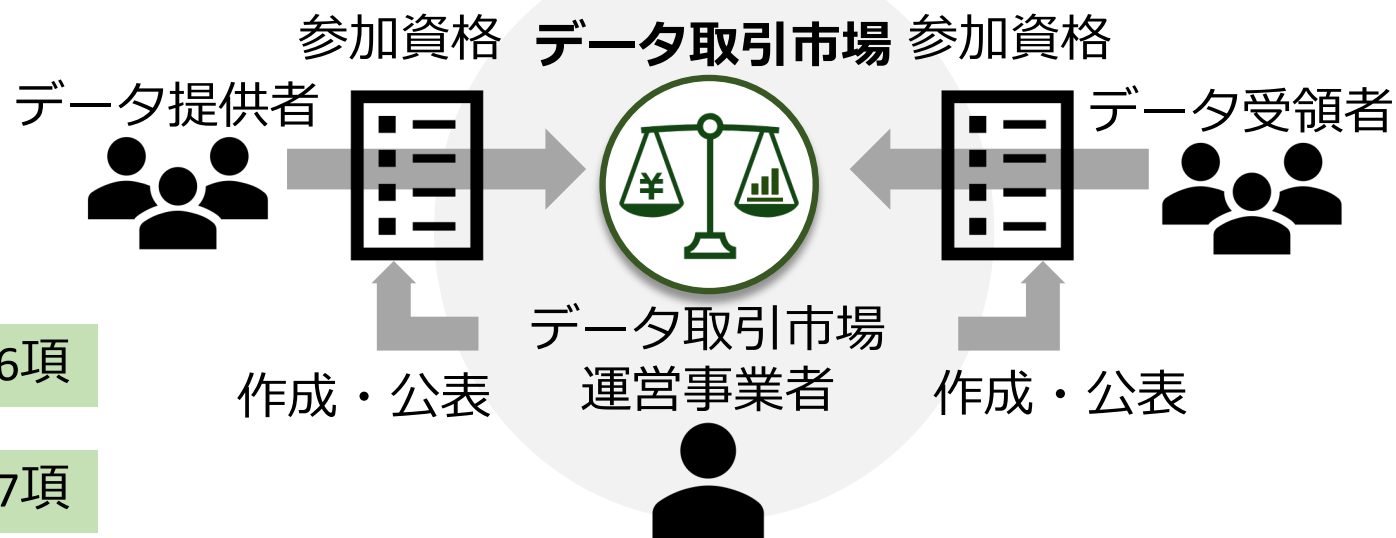 参加資格
データ取引市場
参加資格
データ提供者
データ受領者
¥
データ取引市場
運営事業者
作成・公表
作成・公表
6項
7項